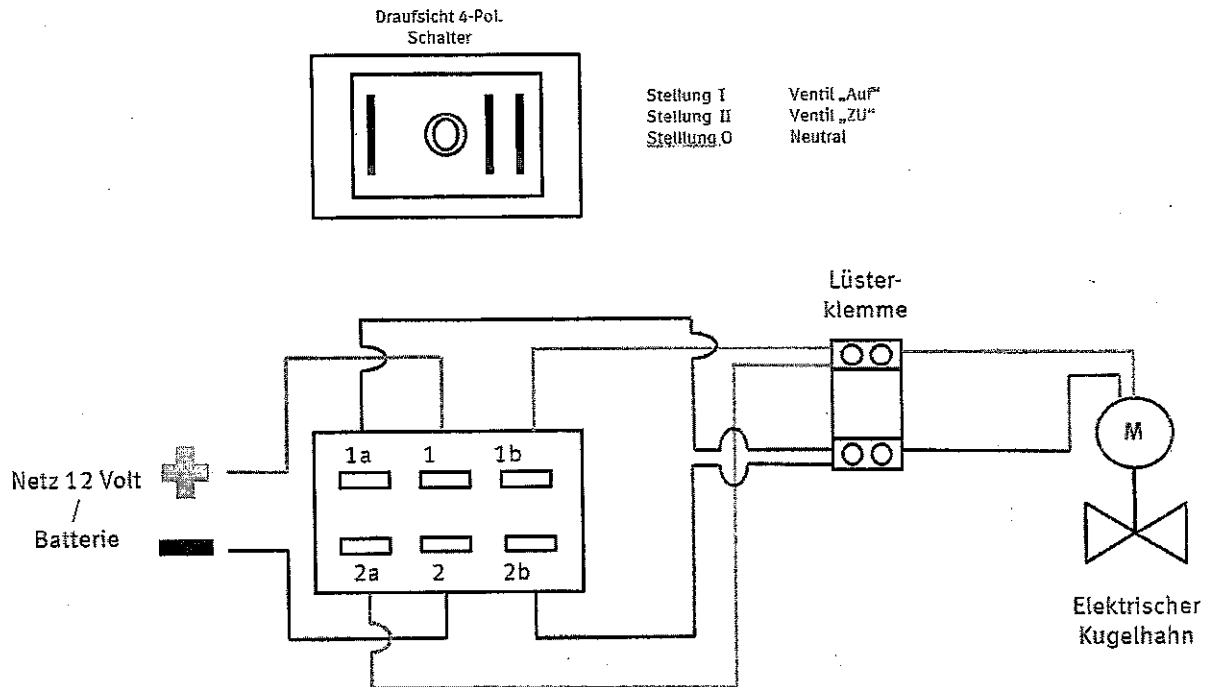 Draufsicht 4-Pol.
Schalter
Stellung I Ventil „Auf“
Stellung II Ventil „ZU“
Stelllung O Neutral
Lüster-
klemme
1a 1 1b
M
Netz 12 Volt
/
Batterie
2a 2 2b
Elektrischer
Kugelhahn